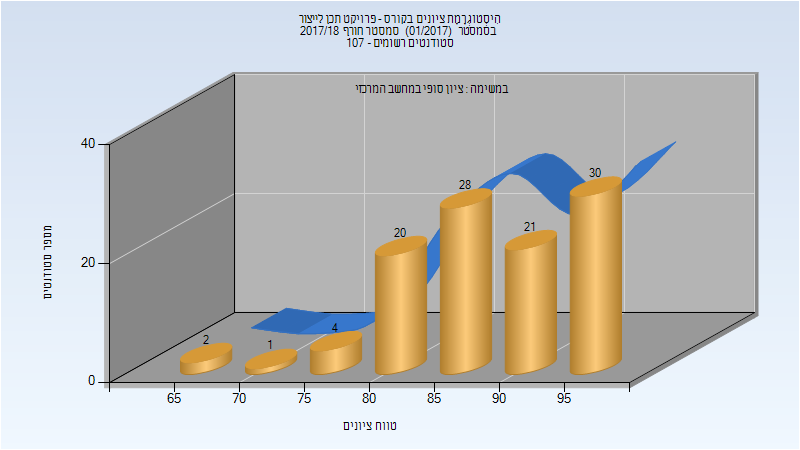 היסטוגרמת ציונים בקורס - פרויקט תכן לייצור
בסמסטר (01/2017) סמסטר חורף 2017/18
סטודנטים רשומים - 107
במשימה : ציון סופי במחשב המרכזי
מספר סטודנטים
40
20
0
2
1
4
20
28
21
30
65
70
75
80
85
90
95
טווח ציונים